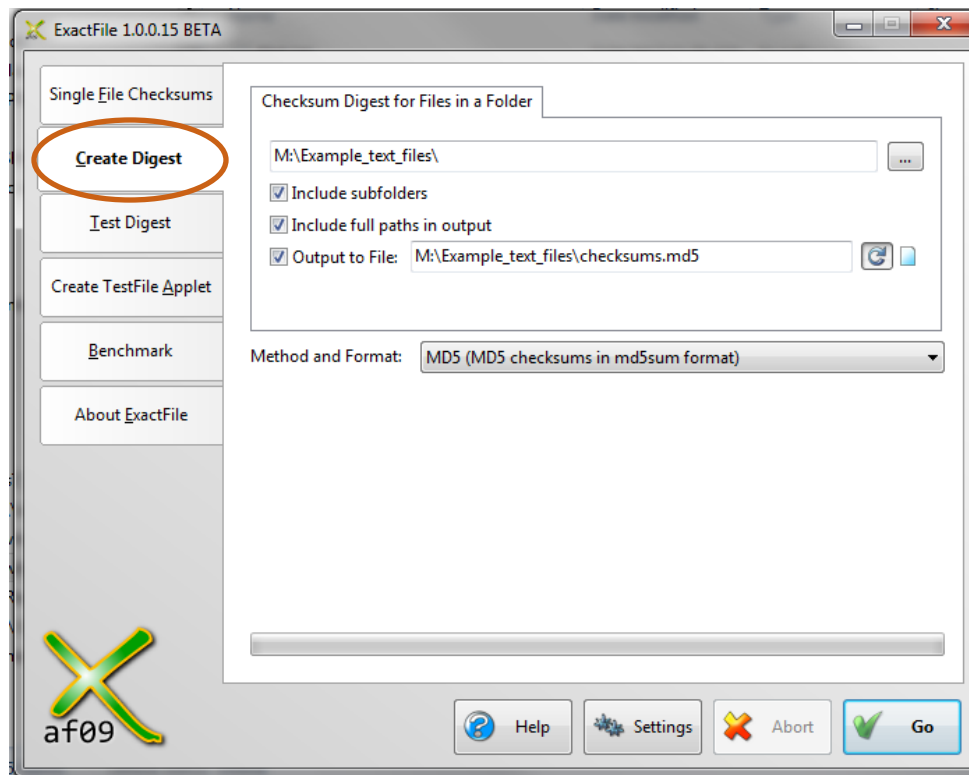 ExactFile 1.0.0.15 BETA
Single File Checksums
Create Digest
Test Digest
Create TestFile Applet
Benchmark
About ExactFile
Checksum Digest for Files in a Folder
M:\Example_text_files\
...
Include subfolders
Include full paths in output
Output to File: M:\Example_text_files\checksums.md5
Method and Format: MD5 (MD5 checksums in md5sum format)
af09
Help Settings Abort Go